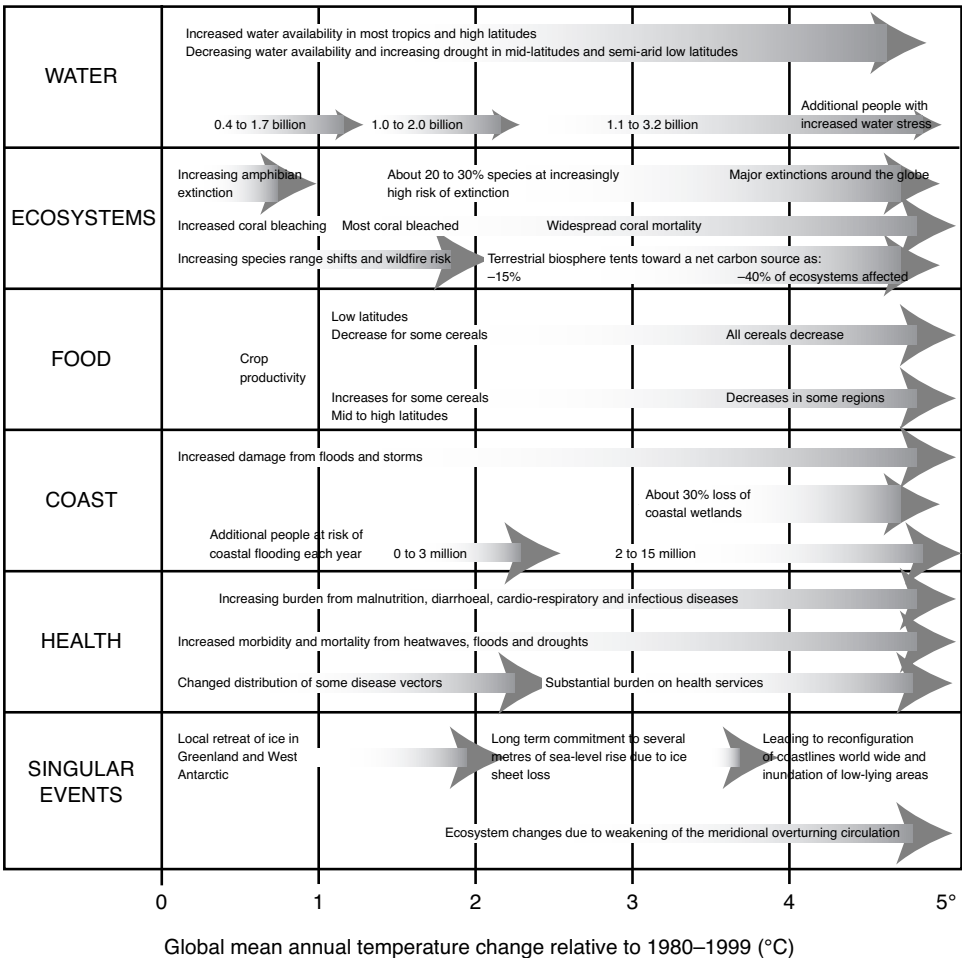 WATER
Increased water availability in most tropics and high latitudes
Decreasing water availability and increasing drought in mid-latitudes and semi-arid low latitudes
0.4 to 1.7 billion
1.0 to 2.0 billion
1.1 to 3.2 billion
Additional people with
increased water stress
ECOSYSTEMS
Increasing amphibian
extinction
About 20 to 30% species at increasingly
high risk of extinction
Major extinctions around the globe
Increased coral bleaching
Most coral bleached
Widespread coral mortality
Increasing species range shifts and wildfire risk
Terrestrial biosphere tents toward a net carbon source as:
–15%
–40% of ecosystems affected
FOOD
Crop
productivity
Low latitudes
Decrease for some cereals
All cereals decrease
Increases for some cereals
Mid to high latitudes
Decreases in some regions
COAST
Increased damage from floods and storms
About 30% loss of
coastal wetlands
Additional people at risk of
coastal flooding each year
0 to 3 million
2 to 15 million
HEALTH
Increasing burden from malnutrition, diarrhoeal, cardio-respiratory and infectious diseases
Increased morbidity and mortality from heatwaves, floods and droughts
Changed distribution of some disease vectors
Substantial burden on health services
SINGULAR
EVENTS
Local retreat of ice in
Greenland and West
Antarctic
Long term commitment to several
metres of sea-level rise due to ice
sheet loss
Leading to reconfiguration
of coastlines world wide and
inundation of low-lying areas
Ecosystem changes due to weakening of the meridional overturning circulation
0 1 2 3 4 5°
Global mean annual temperature change relative to 1980–1999 (°C)